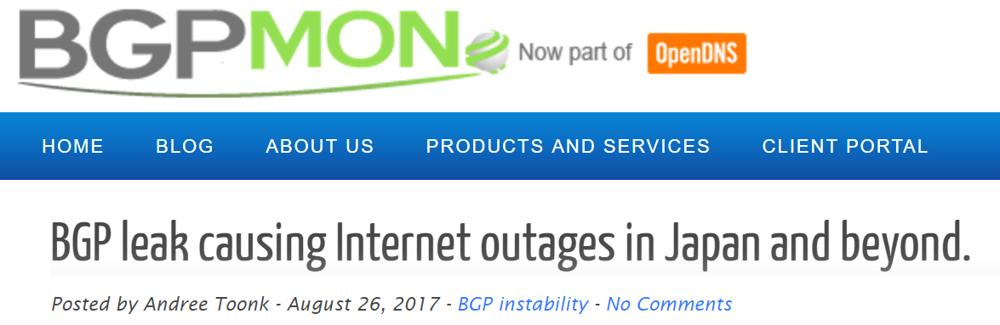 BGPMON Now part of OpenDNS
HOME BLOG ABOUT US PRODUCTS AND SERVICES CLIENT PORTAL
BGP leak causing Internet outages in Japan and beyond.
Posted by Andree Toonk - August 26, 2017 - BGP instability - No Comments